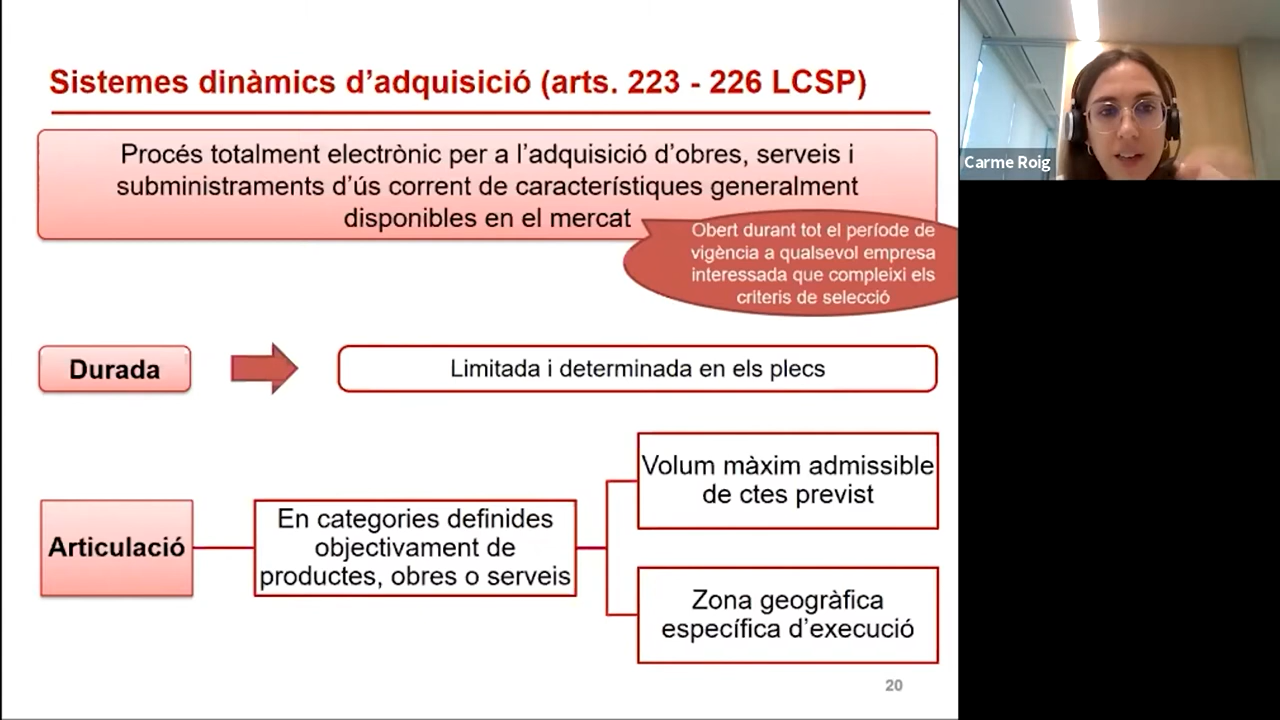 Sistemes dinàmics d'adquisició (arts. 223 - 226 LCSP)
Procés totalment electrònic per a l'adquisició d'obres, serveis i
subministraments d'ús corrent de característiques generalment
disponibles en el mercat
Obert durant tot el període de
vigència a qualsevol empresa
interessada que compleixi els
criteris de selecció
Durada
Limitada i determinada en els plecs
Articulació
En categories definides
objectivament de
productes, obres o serveis
Volum màxim admissible
de ctes previst
Zona geogràfica
específica d'execució
20
Carme Roig